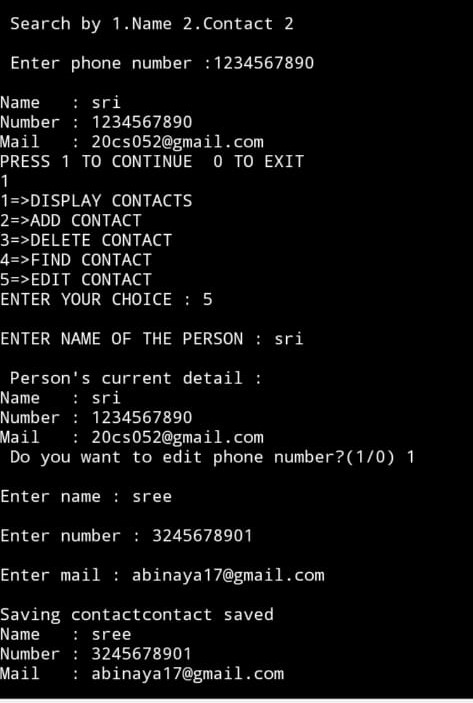 Search by 1.Name 2.Contact 2
Enter phone number :1234567890
Name   : sri
Number : 1234567890
Mail   : 20cs052@gmail.com
PRESS 1 TO CONTINUE  0 TO EXIT
1
1=>DISPLAY CONTACTS
2=>ADD CONTACT
3=>DELETE CONTACT
4=>FIND CONTACT
5=>EDIT CONTACT
ENTER YOUR CHOICE : 5
ENTER NAME OF THE PERSON : sri
Person's current detail :
Name   : sri
Number : 1234567890
Mail   : 20cs052@gmail.com
Do you want to edit phone number?(1/0) 1
Enter name : sree
Enter number : 3245678901
Enter mail : abinaya17@gmail.com
Saving contactcontact saved
Name   : sree
Number : 3245678901
Mail   : abinaya17@gmail.com